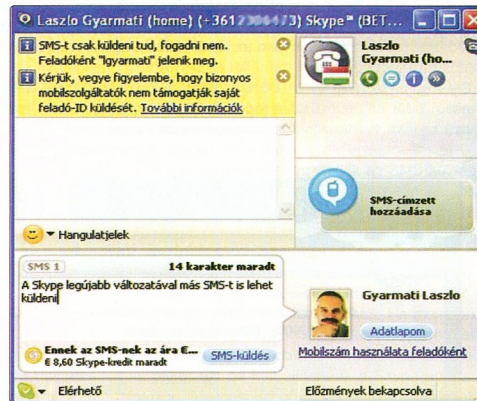 Laszlo Gyarmati (home) (+361 3) Skype™ (BET...
SMS-t csak küldeni tud, fogadni nem.
Feladóként "lgyarmati" jelenik meg.
Kérjük, vegye figyelembe, hogy bizonyos
mobilszolgáltatók nem támogatják saját
feladó-ID küldését. További információk
Laszlo
Gyarmati (ho...
SMS-címzett
hozzáadása
Hangulatjelek
SMS 1
14 karakter maradt
A Skype legújabb változatával más SMS-t is lehet
küldeni
Ennek az SMS-nek az ára €...
€ 8,60 Skype-kredit maradt
SMS-küldés
Gyarmati Laszlo
Adatlapom
Mobilszám használata feladóként
Elérhető
Előzmények bekapcsolva